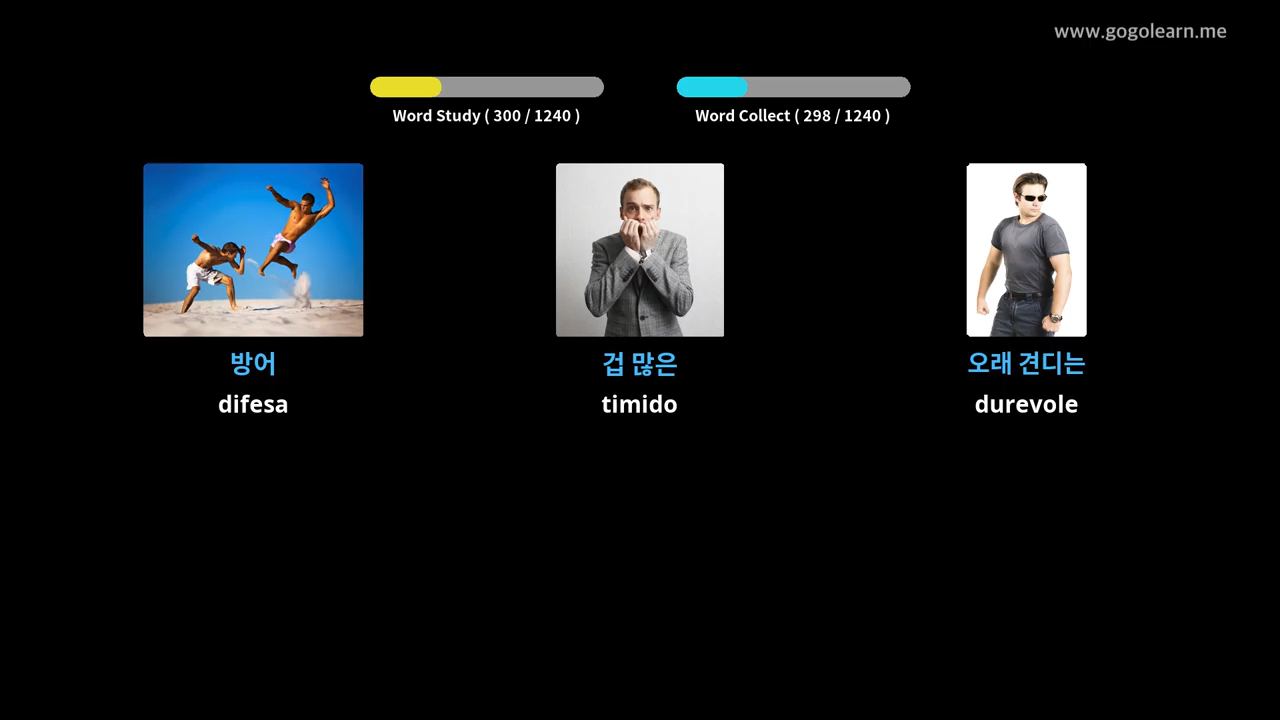 www.gogolearn.me
Word Study ( 300 / 1240 )
Word Collect ( 298 / 1240 )
방어
겁 많은
오래 견디는
difesa
timido
durevole